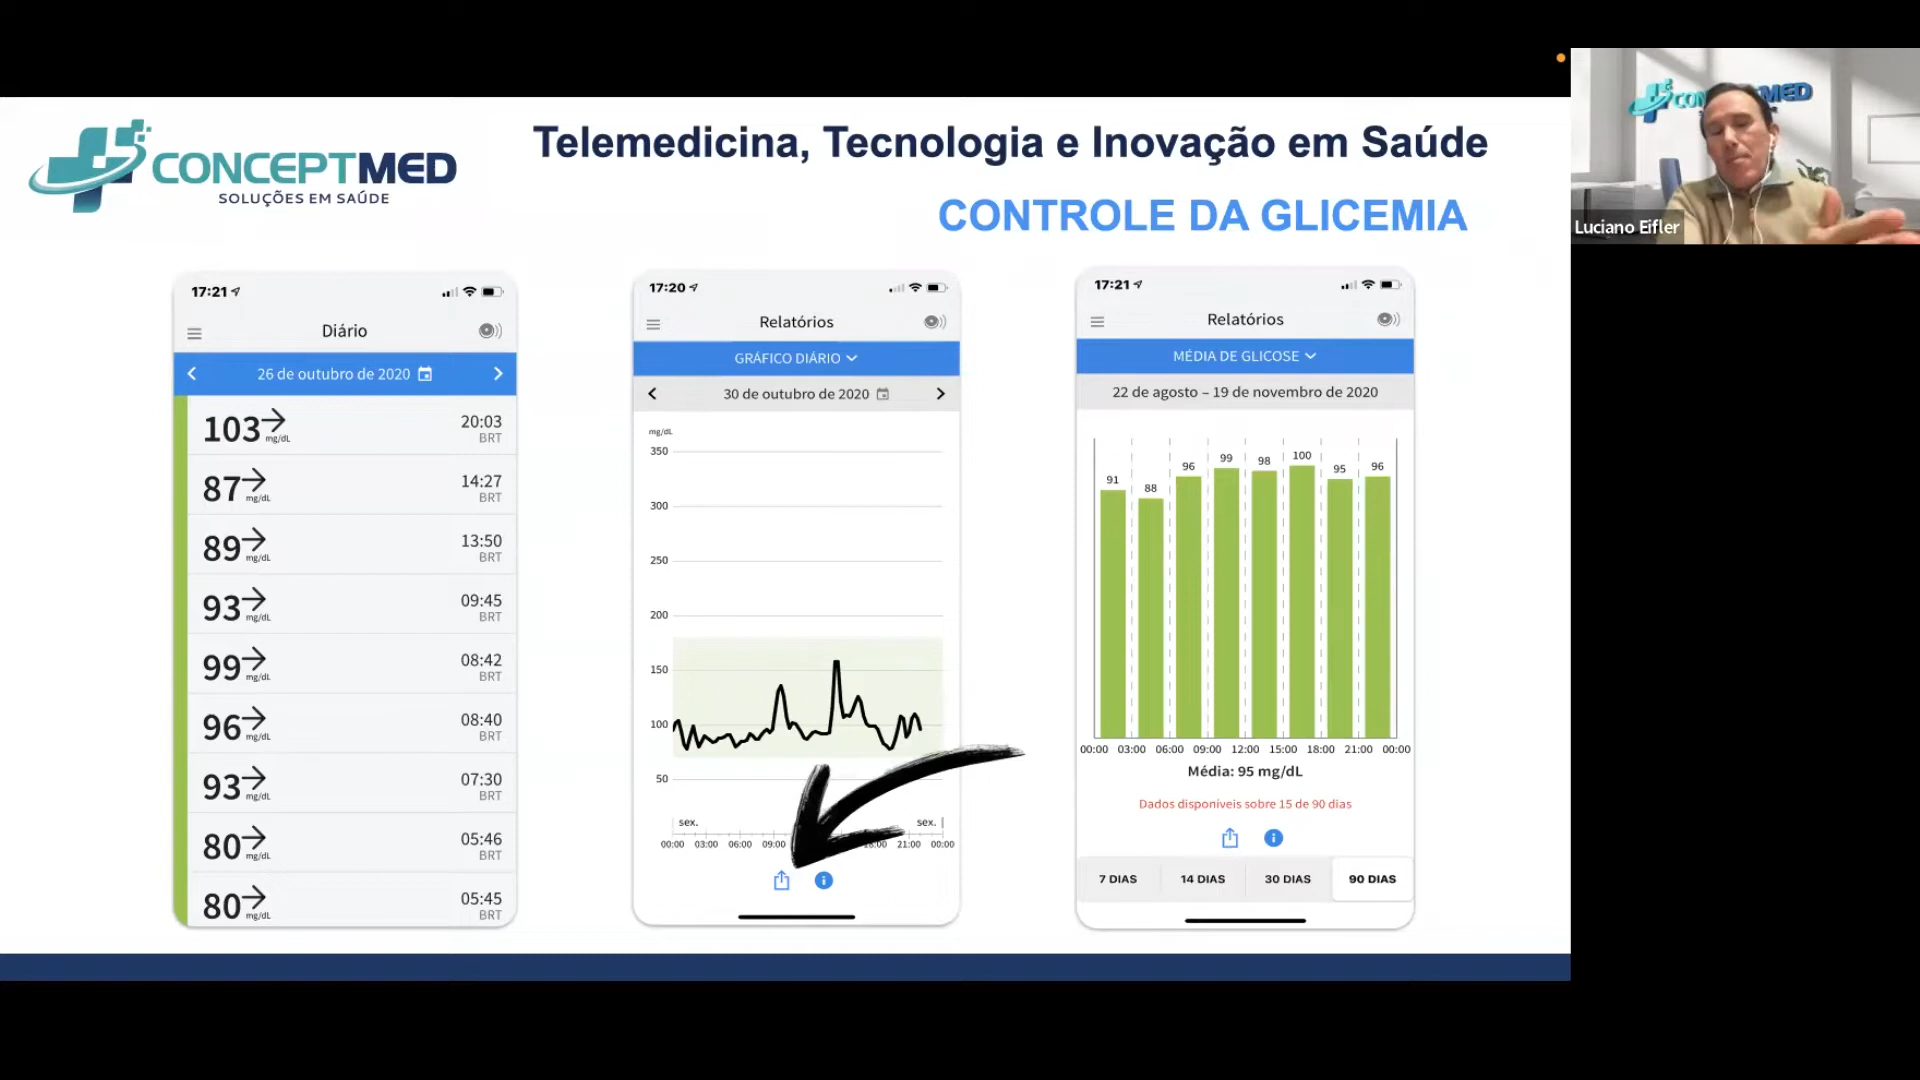 CONCEPTMED
SOLUÇÕES EM SAÚDE
Telemedicina, Tecnologia e Inovação em Saúde
CONTROLE DA GLICEMIA
Luciano Eifler
17:21
Diário
26 de outubro de 2020
103 mg/dL 20:03 BRT
87 mg/dL 14:27 BRT
89 mg/dL 13:50 BRT
93 mg/dL 09:45 BRT
99 mg/dL 08:42 BRT
96 mg/dL 08:40 BRT
93 mg/dL 07:30 BRT
80 mg/dL 05:46 BRT
80 mg/dL 05:45 BRT
17:20
Relatórios
GRÁFICO DIÁRIO
30 de outubro de 2020
mg/dL
350
300
250
200
150
100
50
sex. sex.
00:00 03:00 06:00 09:00 21:00 00:00
17:21
Relatórios
MÉDIA DE GLICOSE
22 de agosto – 19 de novembro de 2020
91 88 96 99 98 100 95 96
00:00 03:00 06:00 09:00 12:00 15:00 18:00 21:00 00:00
Média: 95 mg/dL
Dados disponíveis sobre 15 de 90 dias
7 DIAS 14 DIAS 30 DIAS 90 DIAS